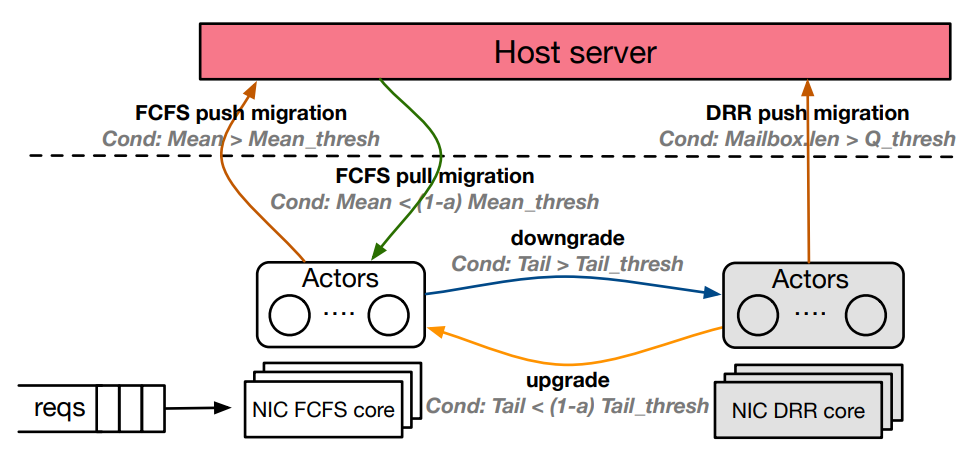 Host server
FCFS push migration
Cond: Mean > Mean_thresh
DRR push migration
Cond: Mailbox.len > Q_thresh
FCFS pull migration
Cond: Mean < (1-a) Mean_thresh
downgrade
Cond: Tail > Tail_thresh
Actors
....
Actors
....
upgrade
Cond: Tail < (1-a) Tail_thresh
reqs
NIC FCFS core
NIC DRR core